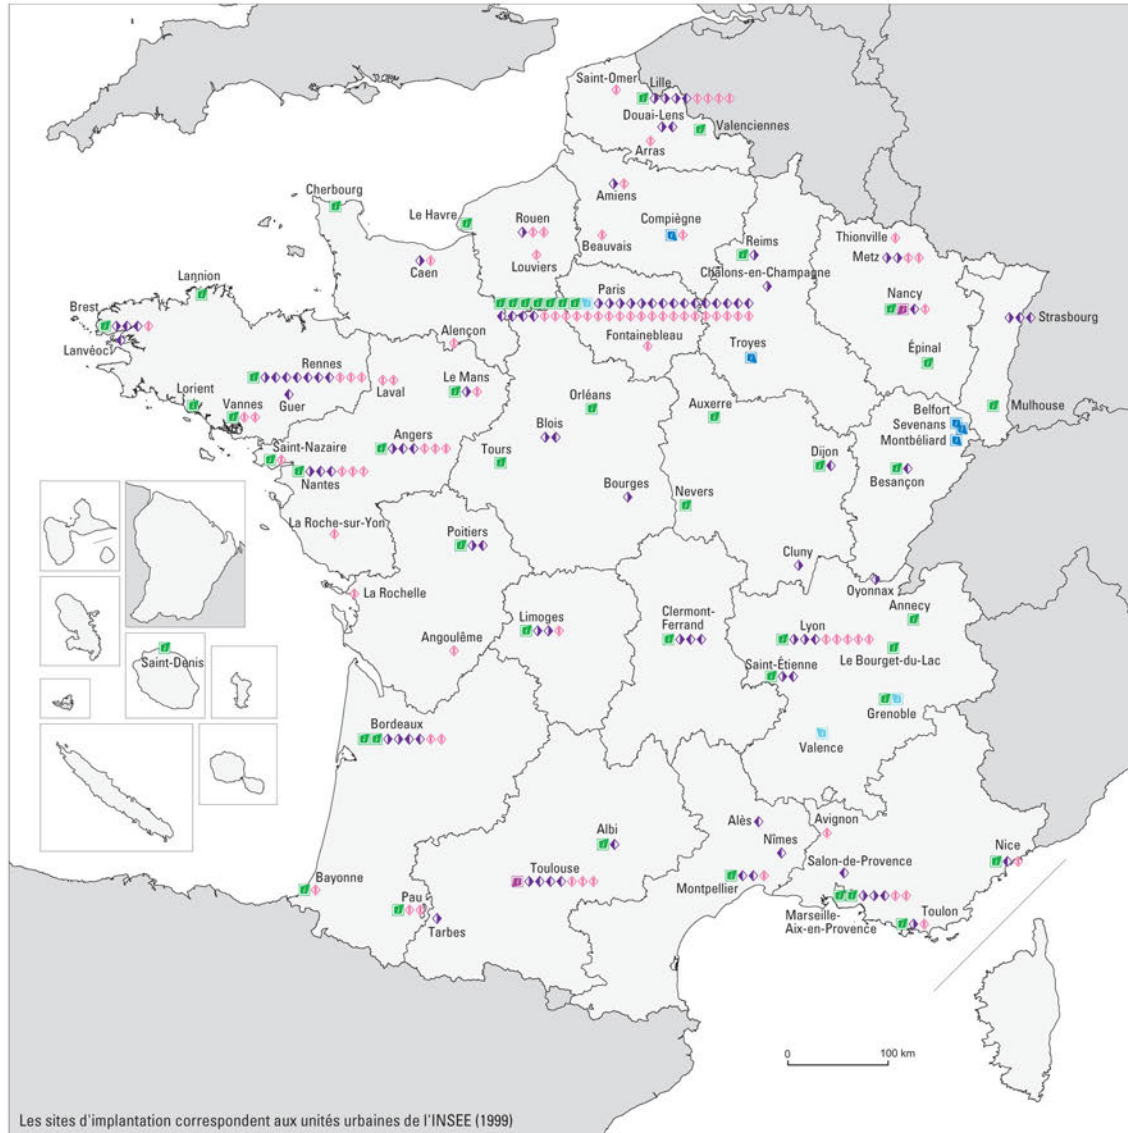 Saint-Omer
Lille
Douai-Lens
Valenciennes
Arras
Cherbourg
Le Havre
Amiens
Rouen
Compiègne
Beauvais
Louviers
Caen
Reims
Châlons-en-Champagne
Thionville
Metz
Nancy
Strasbourg
Lannion
Brest
Lanvéoc
Paris
Alençon
Fontainebleau
Troyes
Épinal
Rennes
Laval
Le Mans
Guer
Lorient
Vannes
Orléans
Auxerre
Mulhouse
Belfort
Sevenans
Montbéliard
Saint-Nazaire
Angers
Blois
Tours
Dijon
Besançon
Nantes
Bourges
Nevers
La Roche-sur-Yon
Poitiers
Cluny
Oyonnax
La Rochelle
Angoulême
Limoges
Clermont-
Ferrand
Lyon
Annecy
Le Bourget-du-Lac
Saint-Étienne
Grenoble
Valence
Saint-Denis
Bordeaux
Albi
Alès
Nîmes
Avignon
Nice
Salon-de-Provence
Toulouse
Montpellier
Bayonne
Pau
Tarbes
Marseille-
Aix-en-Provence
Toulon
0 100 km
Les sites d'implantation correspondent aux unités urbaines de l'INSEE (1999)